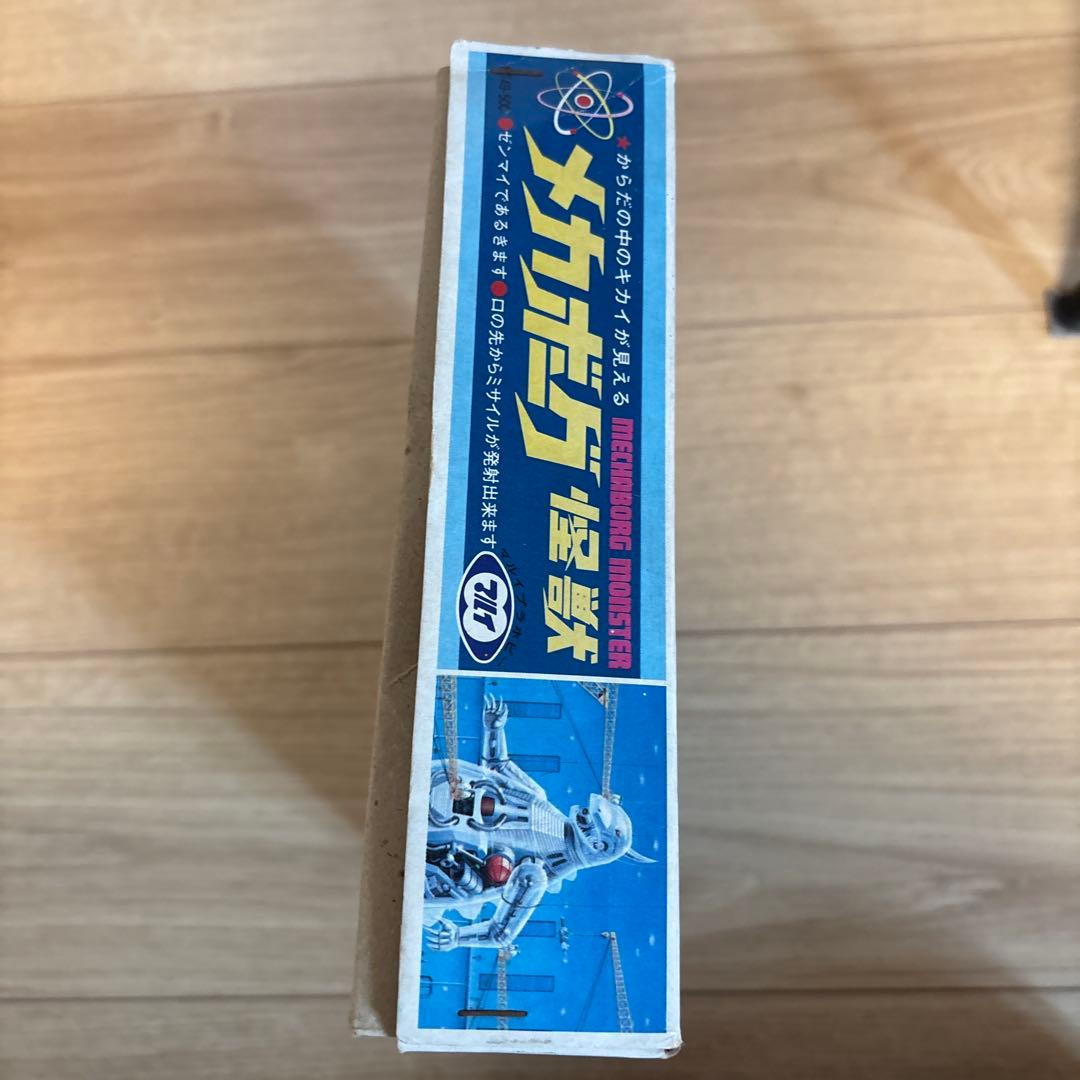 ★からだの中のキカイが見える
MECHABORG MONSTER
メカボーグ怪獣
●ゼンマイであるきます●口の先からミサイルが発射出来ます
マルイ